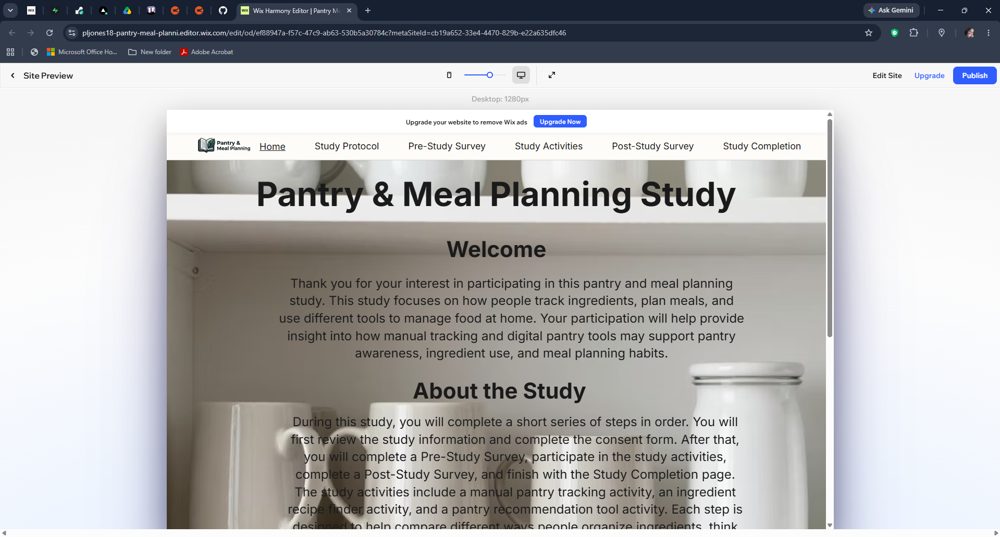 Wix Harmony Editor | Pantry Me
Ask Gemini
pljones18-pantry-meal-planni.editor.wix.com/edit/od/ef88947a-f57c-47c9-ab63-530b5a30784c?metaSiteId=cb19a652-33e4-4470-829b-e22a635dfc46
Microsoft Office Ho...
New folder
Adobe Acrobat
Site Preview
Edit Site
Upgrade
Publish
Desktop: 1280px
Upgrade your website to remove Wix ads
Upgrade Now
Pantry &
Meal Planning
Home
Study Protocol
Pre-Study Survey
Study Activities
Post-Study Survey
Study Completion
Pantry & Meal Planning Study
Welcome
Thank you for your interest in participating in this pantry and meal planning
study. This study focuses on how people track ingredients, plan meals, and
use different tools to manage food at home. Your participation will help provide
insight into how manual tracking and digital pantry tools may support pantry
awareness, ingredient use, and meal planning habits.
About the Study
During this study, you will complete a short series of steps in order. You will
first review the study information and complete the consent form. After that,
you will complete a Pre-Study Survey, participate in the study activities,
complete a Post-Study Survey, and finish with the Study Completion page.
The study activities include a manual pantry tracking activity, an ingredient
recipe finder activity, and a pantry recommendation tool activity. Each step is
designed to help compare different ways people organize ingredients, think